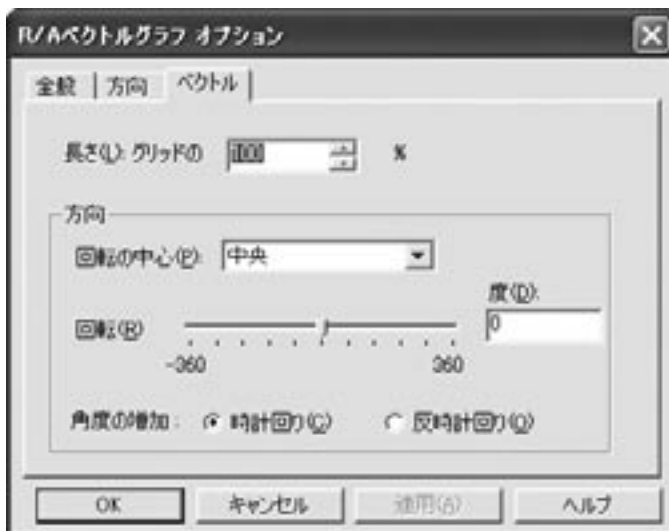 R/Aベクトルグラフ オプション
全般 方向 ベクトル
長さ(L): グリッドの 100 %
方向
回転の中心(P): 中央
度(D):
回転(R) 0
-360 360
角度の増加: 時計回り(C) 反時計回り(O)
OK キャンセル 適用(A) ヘルプ